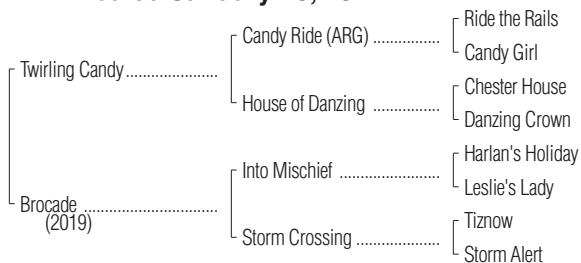 Ride the Rails
Candy Ride (ARG) ................
Candy Girl
Twirling Candy ......................
Chester House
House of Danzing ................
Danzing Crown
Harlan's Holiday
Into Mischief ........................
Leslie's Lady
Brocade ................................
(2019)
Tiznow
Storm Crossing ....................
Storm Alert